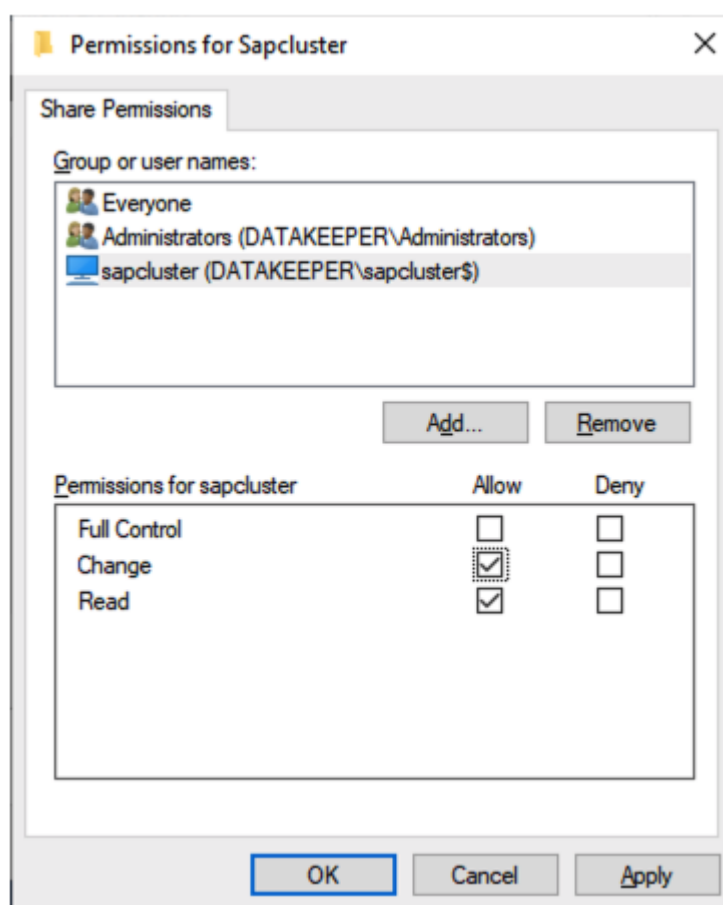 Permissions for Sapcluster
Share Permissions
Group or user names:
Everyone
Administrators (DATAKEEPER\Administrators)
sapcluster (DATAKEEPER\sapcluster$)
Add... Remove
Permissions for sapcluster Allow Deny
Full Control
Change
Read
OK Cancel Apply